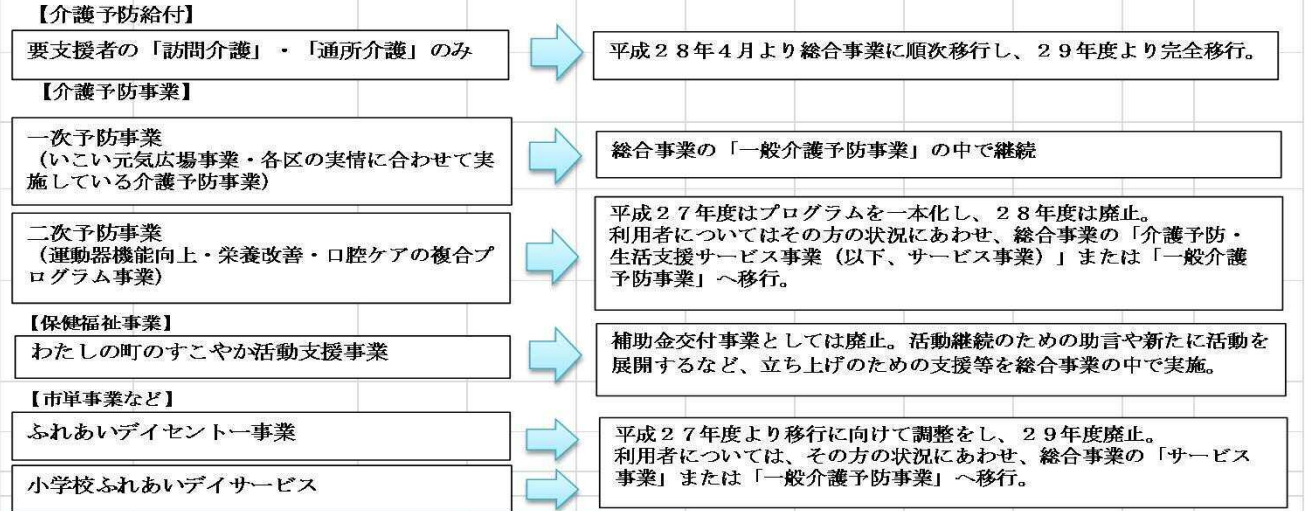 【介護予防給付】
要支援者の「訪問介護」・「通所介護」のみ
平成28年4月より総合事業に順次移行し、29年度より完全移行。
【介護予防事業】
一次予防事業
（いこい元気広場事業・各区の実情に合わせて実
施している介護予防事業）
総合事業の「一般介護予防事業」の中で継続
二次予防事業
（運動器機能向上・栄養改善・口腔ケアの複合プ
ログラム事業）
平成27年度はプログラムを一本化し、28年度は廃止。
利用者についてはその方の状況にあわせ、総合事業の「介護予防・
生活支援サービス事業（以下、サービス事業）」または「一般介護
予防事業」へ移行。
【保健福祉事業】
わたしの町のすこやか活動支援事業
補助金交付事業としては廃止。活動継続のための助言や新たに活動を
展開するなど、立ち上げのための支援等を総合事業の中で実施。
【市単事業など】
ふれあいデイセントー事業
小学校ふれあいデイサービス
平成27年度より移行に向けて調整をし、29年度廃止。
利用者については、その方の状況にあわせ、総合事業の「サービス
事業」または「一般介護予防事業」へ移行。